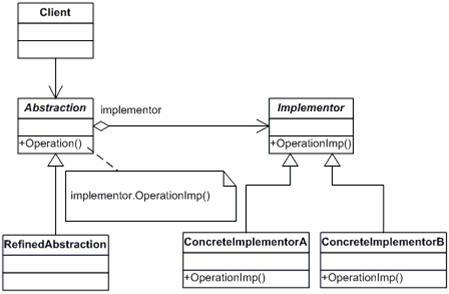 Client
Abstraction
implementor
Implementor
+Operation()
+OperationImp()
implementor.OperationImp()
RefinedAbstraction
ConcreteImplementorA
ConcreteImplementorB
+OperationImp()
+OperationImp()